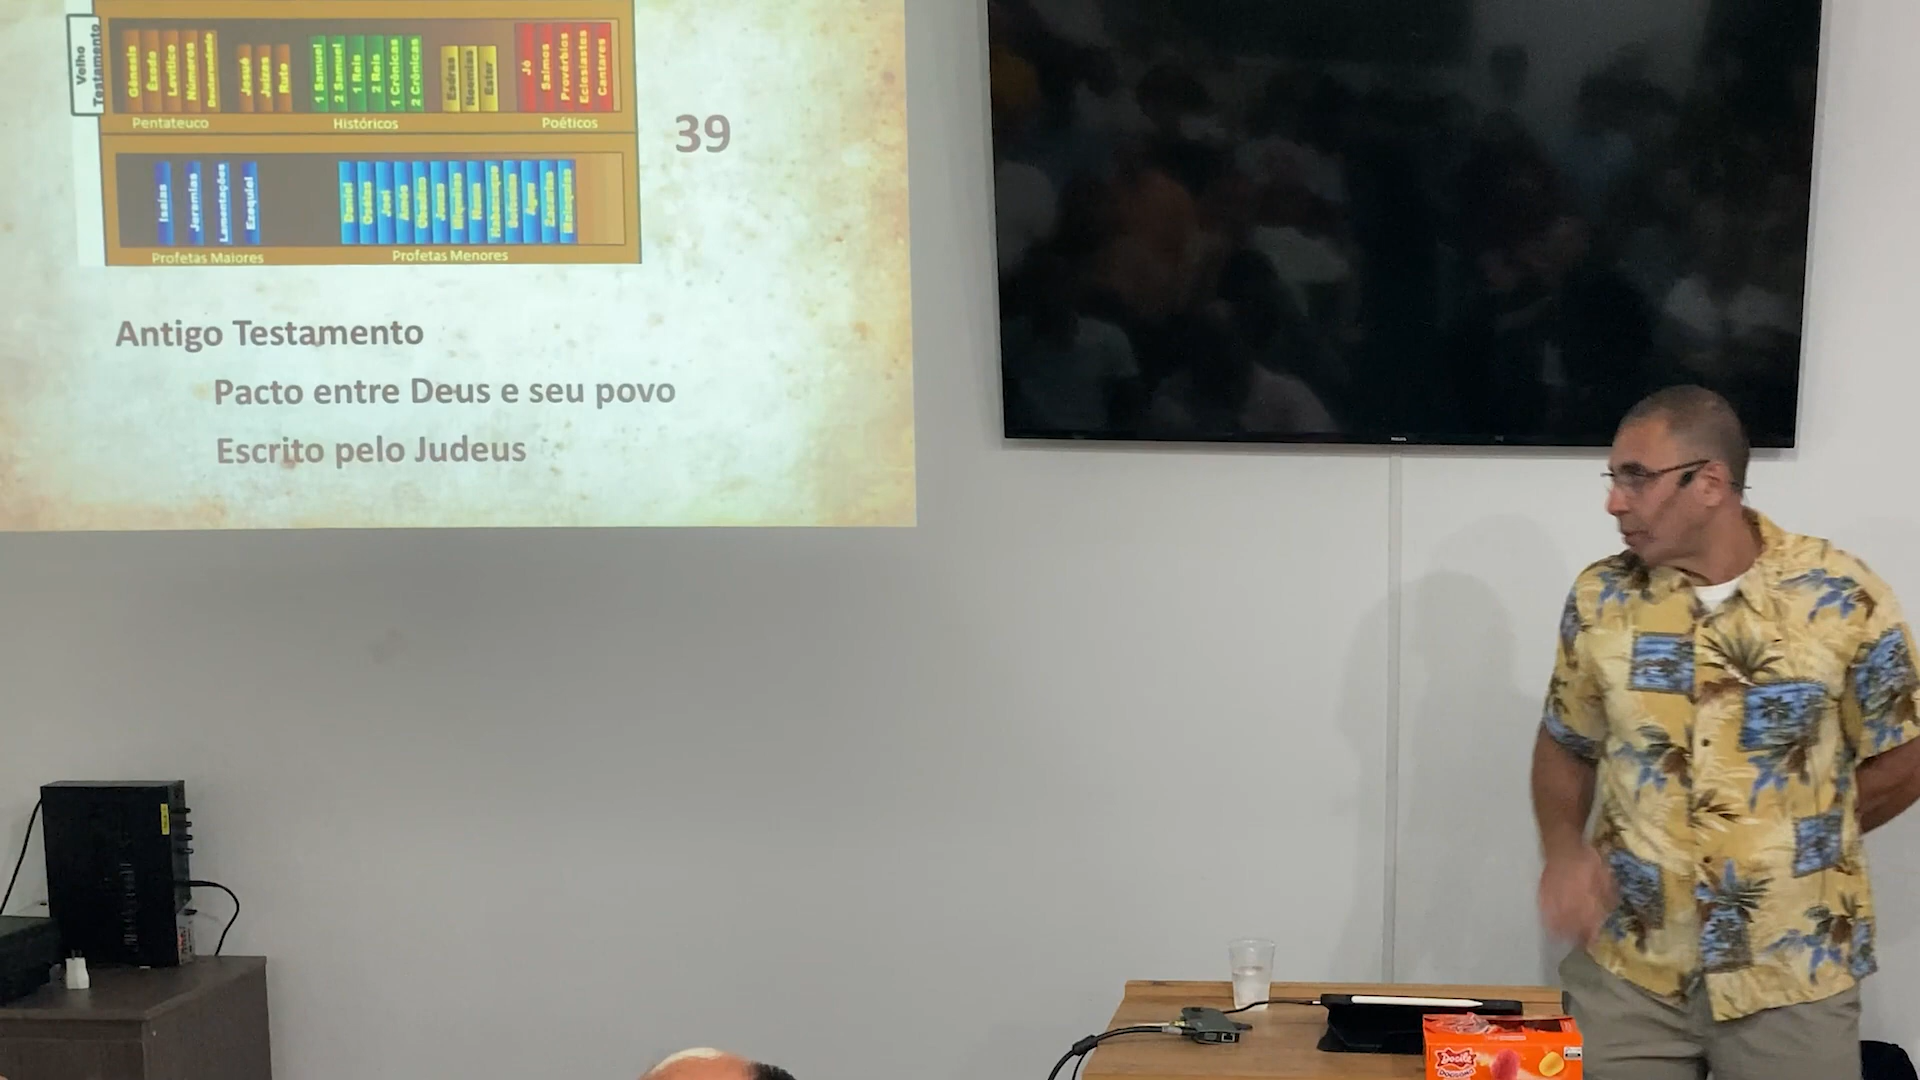 Velho
Testamento
Gênesis
Êxodo
Levítico
Números
Deuteronômio
Josué
Juízes
Rute
1 Samuel
2 Samuel
1 Reis
2 Reis
1 Crônicas
2 Crônicas
Esdras
Neemias
Ester
Jó
Salmos
Provérbios
Eclesiastes
Cantares
Pentateuco
Históricos
Poéticos
39
Isaías
Jeremias
Lamentações
Ezequiel
Daniel
Oséias
Joel
Amós
Obadias
Jonas
Miquéias
Naum
Habacuque
Sofonias
Ageu
Zacarias
Malaquias
Profetas Maiores
Profetas Menores
Antigo Testamento
Pacto entre Deus e seu povo
Escrito pelo Judeus
PHILIPS
Docile